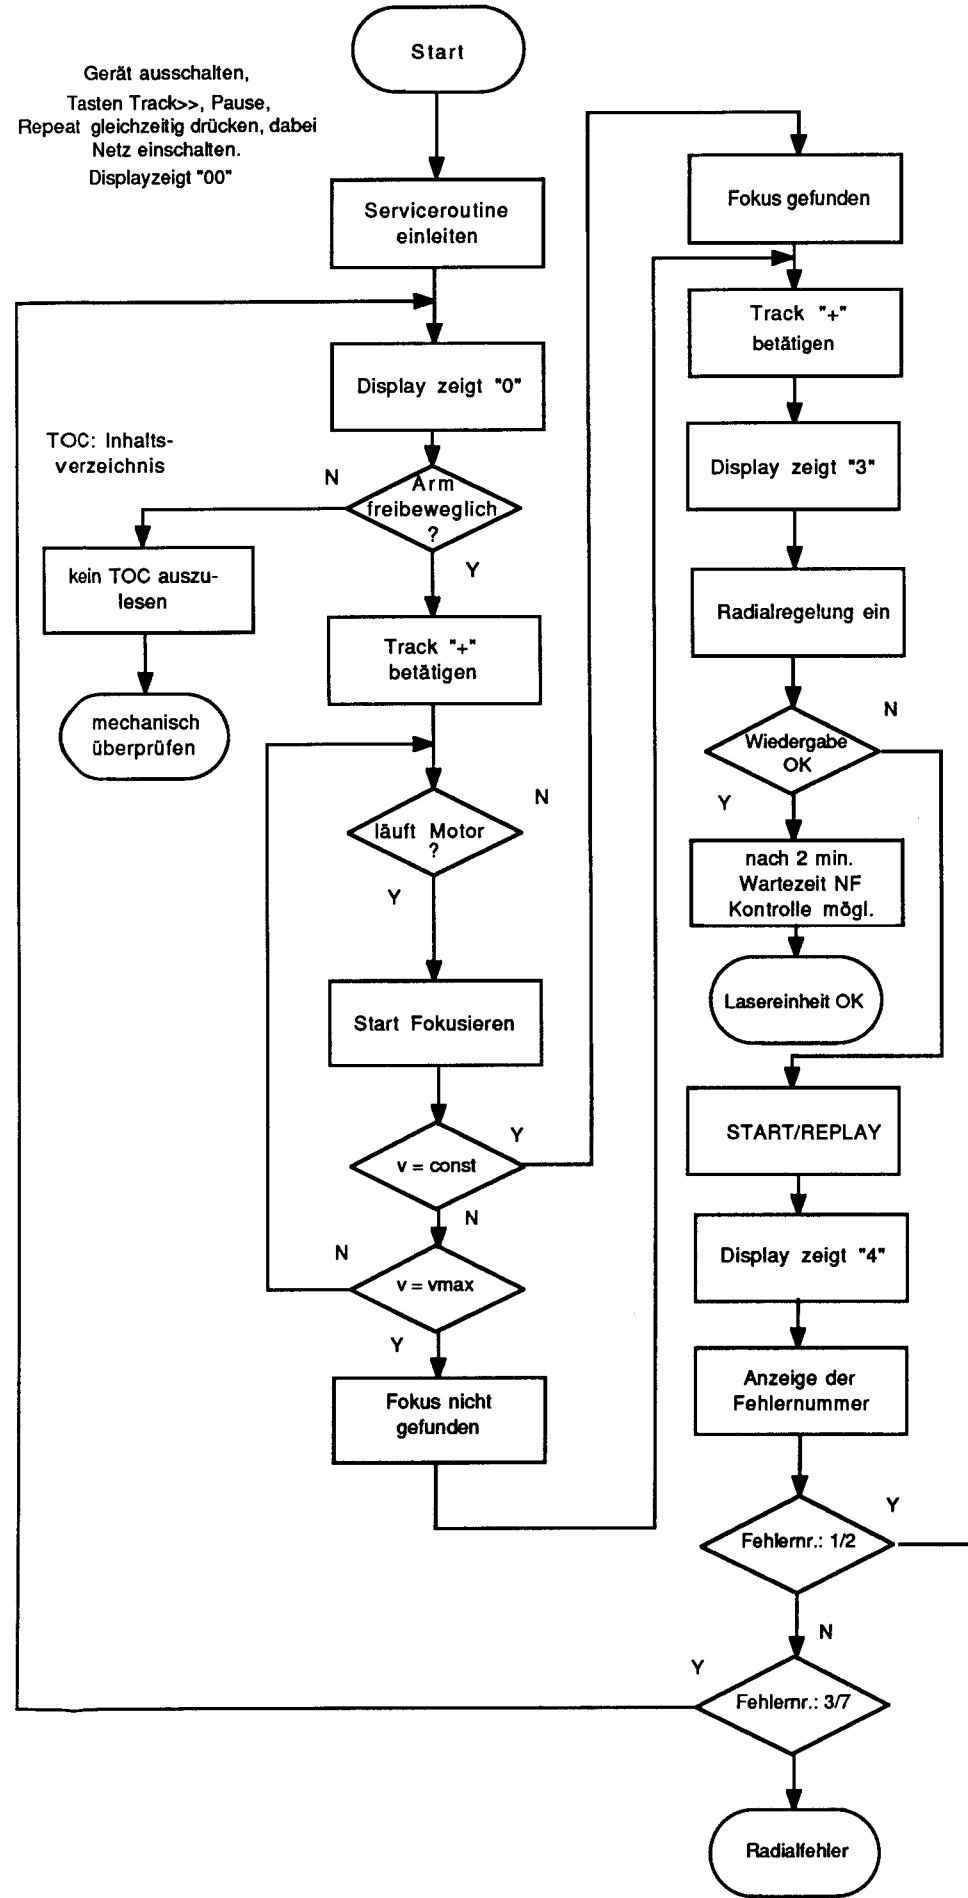 Start
Gerät ausschalten,
Tasten Track>>, Pause,
Repeat gleichzeitig drücken, dabei
Netz einschalten.
Displayzeigt "00"
Serviceroutine
einleiten
Display zeigt "0"
TOC: Inhalts-
verzeichnis
N
Arm
freibeweglich
?
Y
kein TOC auszu-
lesen
mechanisch
überprüfen
Track "+"
betätigen
läuft Motor
?
N
Y
Start Fokusieren
v = const
Y
N
v = vmax
N
Y
Fokus nicht
gefunden
Fokus gefunden
Track "+"
betätigen
Display zeigt "3"
Radialregelung ein
Wiedergabe
OK
N
Y
nach 2 min.
Wartezeit NF
Kontrolle mögl.
Lasereinheit OK
START/REPLAY
Display zeigt "4"
Anzeige der
Fehlernummer
Fehlernr.: 1/2
Y
N
Fehlernr.: 3/7
Y
Radialfehler